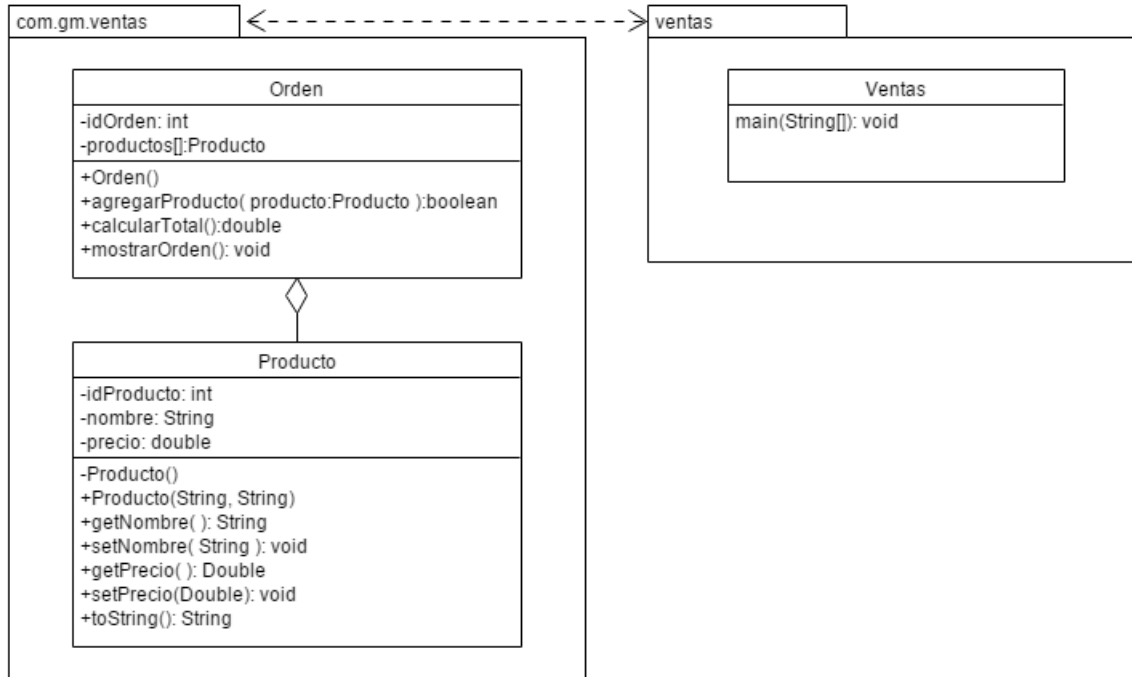 com.gm.ventas
Orden
-idOrden: int
-productos[]:Producto
+Orden()
+agregarProducto( producto:Producto ):boolean
+calcularTotal():double
+mostrarOrden(): void
Producto
-idProducto: int
-nombre: String
-precio: double
-Producto()
+Producto(String, String)
+getNombre( ): String
+setNombre( String ): void
+getPrecio( ): Double
+setPrecio(Double): void
+toString(): String
ventas
Ventas
main(String[]): void